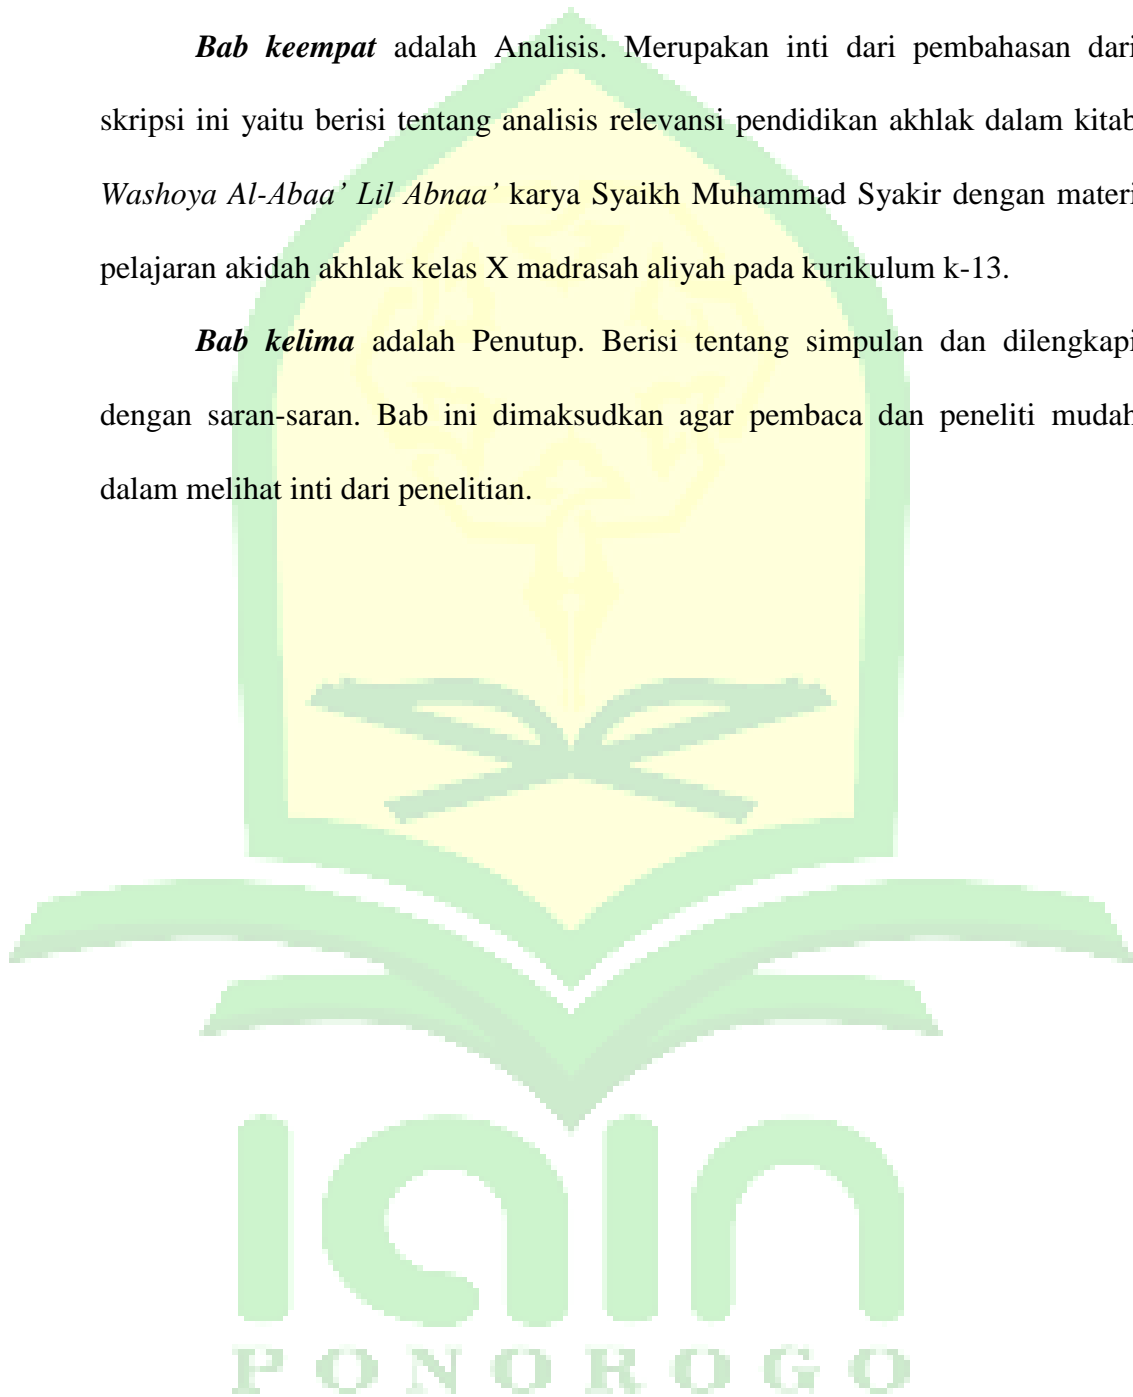 Bab keempat adalah Analisis. Merupakan inti dari pembahasan dari
skripsi ini yaitu berisi tentang analisis relevansi pendidikan akhlak dalam kitab
Washoya Al-Abaa’ Lil Abnaa’ karya Syaikh Muhammad Syakir dengan materi
pelajaran akidah akhlak kelas X madrasah aliyah pada kurikulum k-13.
Bab kelima adalah Penutup. Berisi tentang simpulan dan dilengkapi
dengan saran-saran. Bab ini dimaksudkan agar pembaca dan peneliti mudah
dalam melihat inti dari penelitian.
iain
PONOROGO